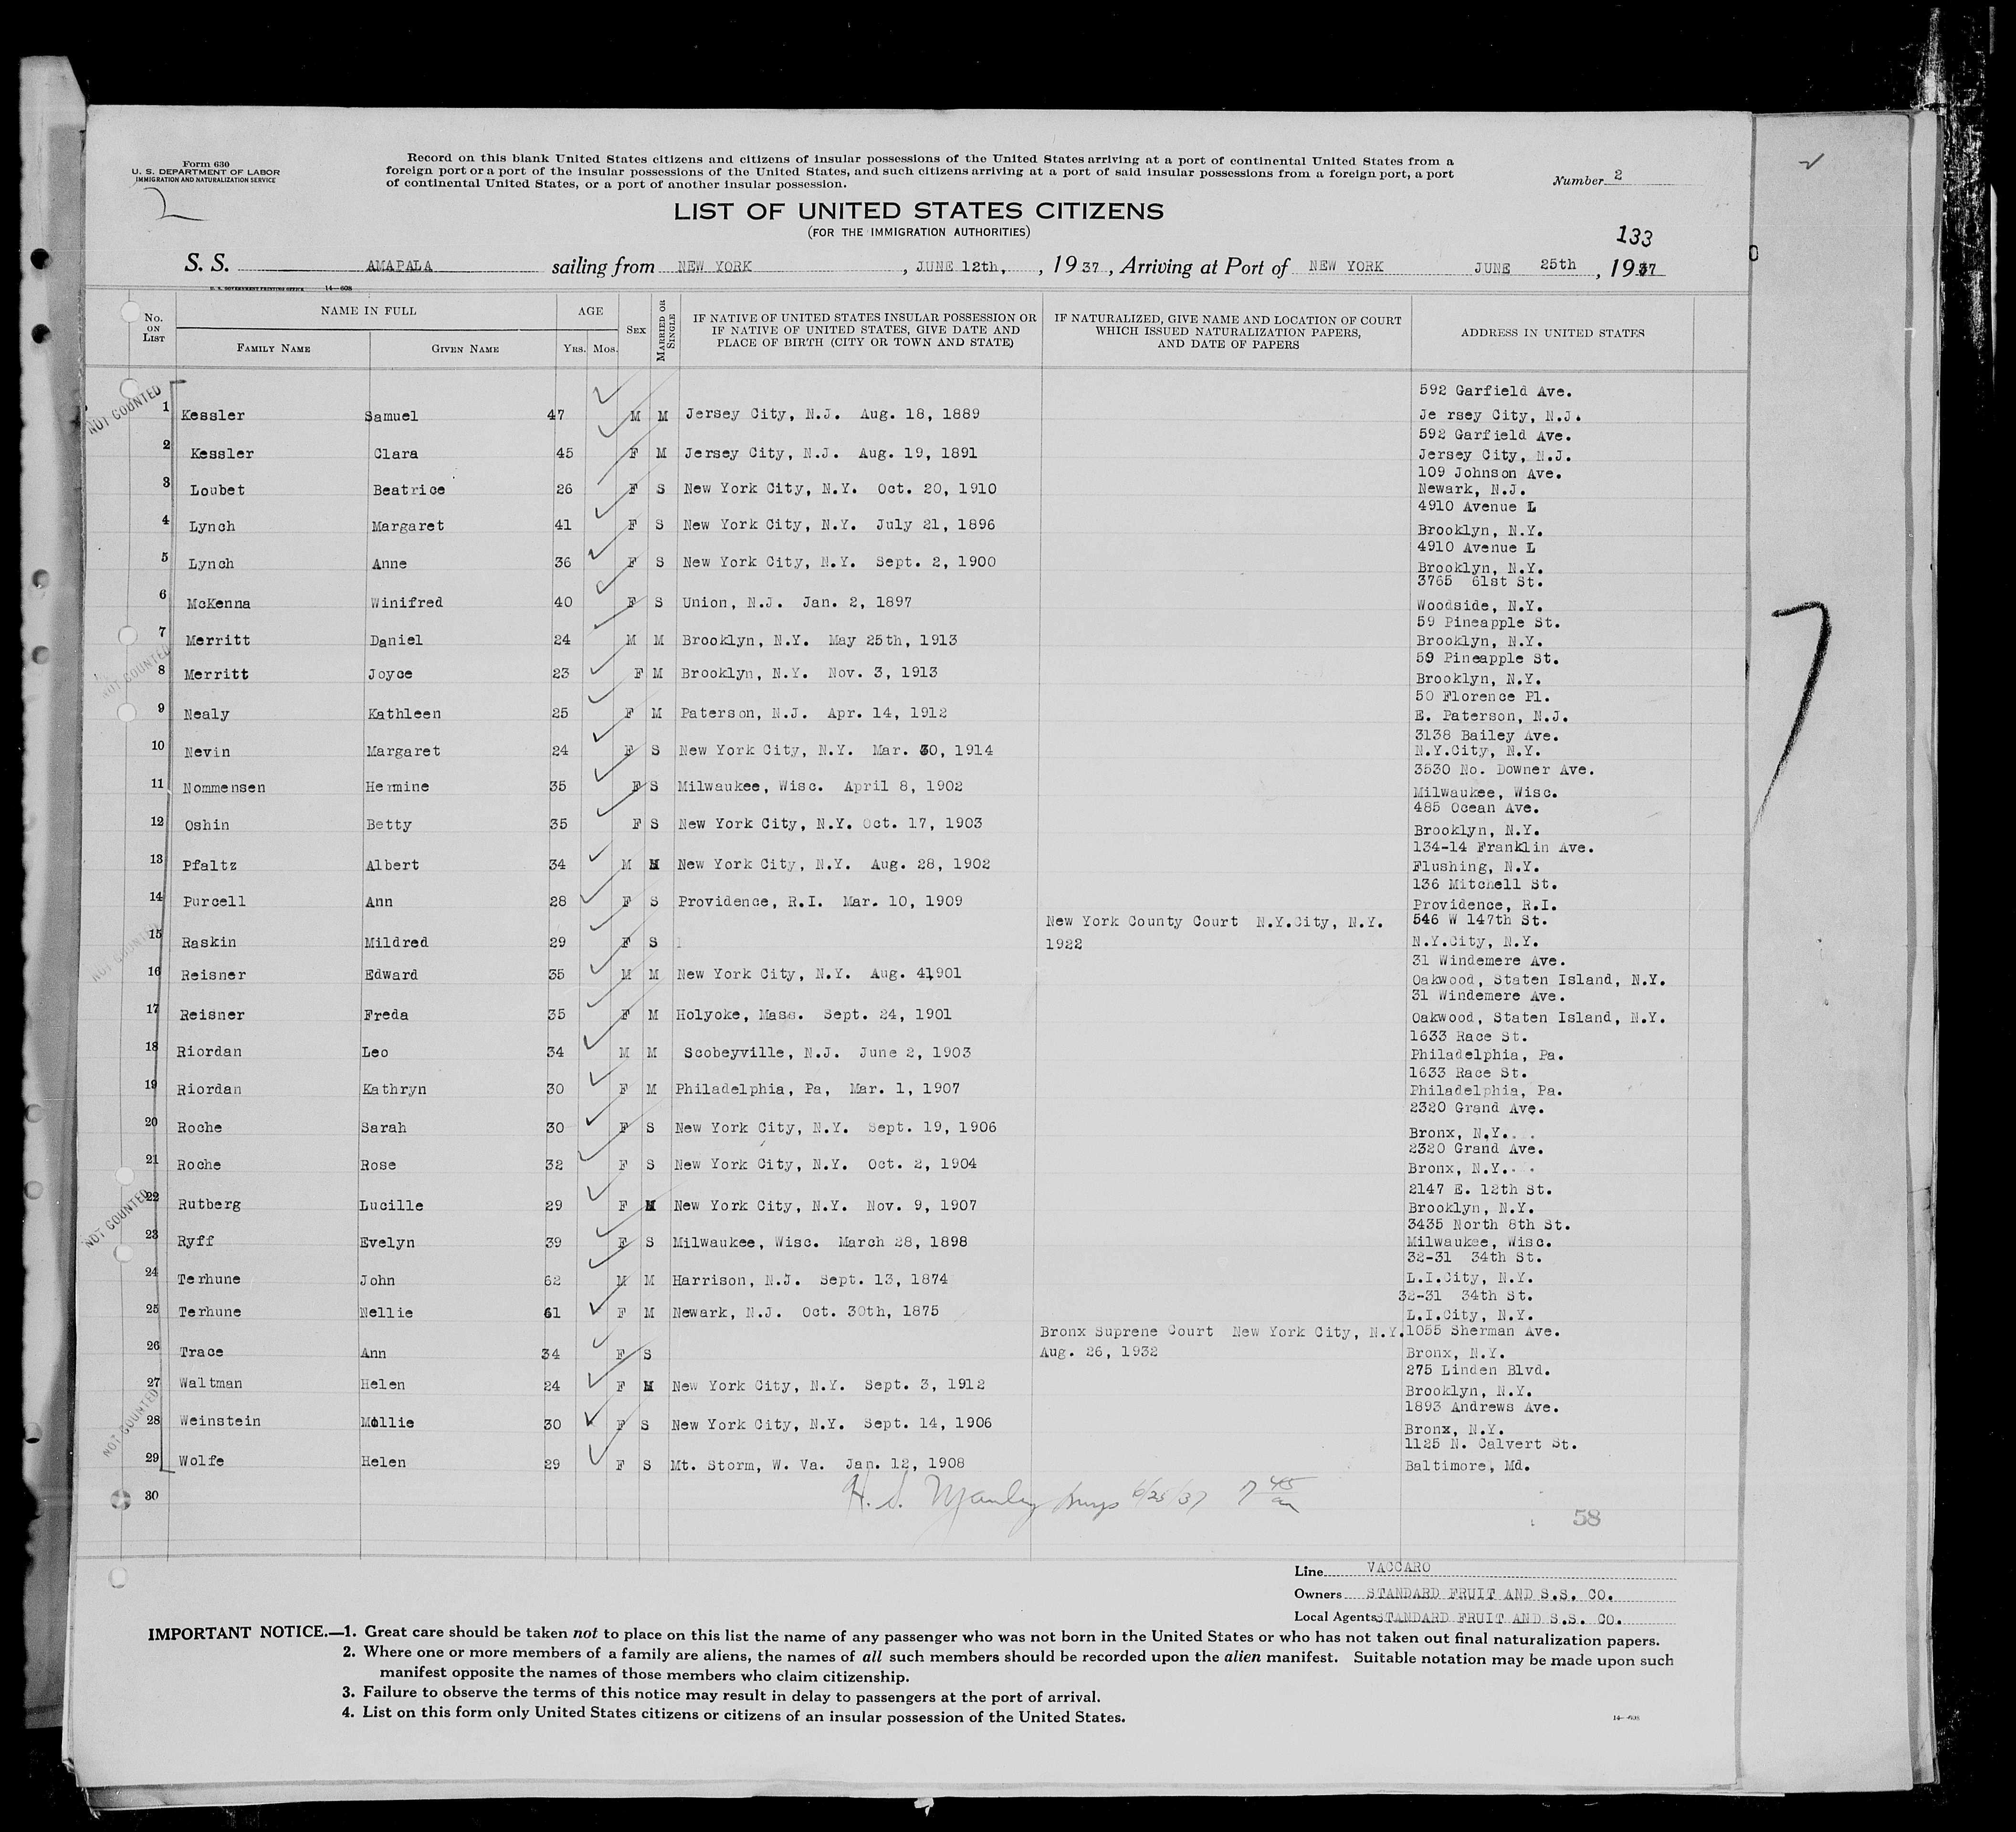 Form 630
U. S. DEPARTMENT OF LABOR
IMMIGRATION AND NATURALIZATION SERVICE
2
Record on this blank United States citizens and citizens of insular possessions of the United States arriving at a port of continental United States from a
foreign port or a port of the insular possessions of the United States, and such citizens arriving at a port of said insular possessions from a foreign port, a port
of continental United States, or a port of another insular possession.
Number 2
LIST OF UNITED STATES CITIZENS
(FOR THE IMMIGRATION AUTHORITIES)
133
S. S. AMAPALA sailing from NEW YORK , JUNE 12th, , 19 37 , Arriving at Port of NEW YORK JUNE 25th , 19 37
U. S. GOVERNMENT PRINTING OFFICE 14—608
No. ON LIST
NAME IN FULL
FAMILY NAME GIVEN NAME
AGE
YRS. MOS.
SEX
MARRIED OR SINGLE
IF NATIVE OF UNITED STATES INSULAR POSSESSION OR
IF NATIVE OF UNITED STATES, GIVE DATE AND
PLACE OF BIRTH (CITY OR TOWN AND STATE)
IF NATURALIZED, GIVE NAME AND LOCATION OF COURT
WHICH ISSUED NATURALIZATION PAPERS,
AND DATE OF PAPERS
ADDRESS IN UNITED STATES
NOT COUNTED
592 Garfield Ave.
1 Kessler Samuel 47 M M Jersey City, N.J. Aug. 18, 1889 Je rsey City, N.J.
592 Garfield Ave.
2 Kessler Clara 45 F M Jersey City, N.J. Aug. 19, 1891 Jersey City, N.J.
109 Johnson Ave.
3 Loubet Beatrice 26 F S New York City, N.Y. Oct. 20, 1910 Newark, N.J.
4910 Avenue L
4 Lynch Margaret 41 F S New York City, N.Y. July 21, 1896 Brooklyn, N.Y.
4910 Avenue L
5 Lynch Anne 36 F S New York City, N.Y. Sept. 2, 1900 Brooklyn, N.Y.
3765 61st St.
6 McKenna Winifred 40 F S Union, N.J. Jan. 2, 1897 Woodside, N.Y.
59 Pineapple St.
7 Merritt Daniel 24 M M Brooklyn, N.Y. May 25th, 1913 Brooklyn, N.Y.
NOT COUNTED
59 Pineapple St.
8 Merritt Joyce 23 F M Brooklyn, N.Y. Nov. 3, 1913 Brooklyn, N.Y.
50 Florence Pl.
9 Nealy Kathleen 25 F M Paterson, N.J. Apr. 14, 1912 E. Paterson, N.J.
3138 Bailey Ave.
10 Nevin Margaret 24 F S New York City, N.Y. Mar. 30, 1914 N.Y.City, N.Y.
3530 No. Downer Ave.
11 Nommensen Hermine 35 F S Milwaukee, Wisc. April 8, 1902 Milwaukee, Wisc.
485 Ocean Ave.
12 Oshin Betty 35 F S New York City, N.Y. Oct. 17, 1903 Brooklyn, N.Y.
134-14 Franklin Ave.
13 Pfaltz Albert 34 M M New York City, N.Y. Aug. 28, 1902 Flushing, N.Y.
136 Mitchell St.
14 Purcell Ann 28 F S Providence, R.I. Mar. 10, 1909 Providence, R.I.
New York County Court N.Y.City, N.Y. 546 W 147th St.
15 Raskin Mildred 29 F S 1922 N.Y.City, N.Y.
NOT COUNTED
31 Windemere Ave.
16 Reisner Edward 35 M M New York City, N.Y. Aug. 4,1901 Oakwood, Staten Island, N.Y.
31 Windemere Ave.
17 Reisner Freda 35 F M Holyoke, Mass. Sept. 24, 1901 Oakwood, Staten Island, N.Y.
1633 Race St.
18 Riordan Leo 34 M M Scobeyville, N.J. June 2, 1903 Philadelphia, Pa.
1633 Race St.
19 Riordan Kathryn 30 F M Philadelphia, Pa, Mar. 1, 1907 Philadelphia, Pa.
2320 Grand Ave.
20 Roche Sarah 30 F S New York City, N.Y. Sept. 19, 1906 Bronx, N.Y.
2320 Grand Ave.
21 Roche Rose 32 F S New York City, N.Y. Oct. 2, 1904 Bronx, N.Y.
2147 E. 12th St.
22 Rutberg Lucille 29 F M New York City, N.Y. Nov. 9, 1907 Brooklyn, N.Y.
NOT COUNTED
3435 North 8th St.
23 Ryff Evelyn 39 F S Milwaukee, Wisc. March 28, 1898 Milwaukee, Wisc.
32-31 34th St.
24 Terhune John 62 M M Harrison, N.J. Sept. 13, 1874 L.I.City, N.Y.
32-31 34th St.
25 Terhune Nellie 61 F M Newark, N.J. Oct. 30th, 1875 L.I.City, N.Y.
Bronx Suprene Court New York City, N.Y. 1055 Sherman Ave.
26 Trace Ann 34 F S Aug. 26, 1932 Bronx, N.Y.
275 Linden Blvd.
27 Waltman Helen 24 F M New York City, N.Y. Sept. 3, 1912 Brooklyn, N.Y.
NOT COUNTED
1893 Andrews Ave.
28 Weinstein Mollie 30 F S New York City, N.Y. Sept. 14, 1906 Bronx, N.Y.
1125 N. Calvert St.
29 Wolfe Helen 29 F S Mt. Storm, W. Va. Jan. 12, 1908 Baltimore, Md.
30
H. S. Manley 6/25/37 7 45 am
58
Line VACCARO
Owners STANDARD FRUIT AND S.S. CO.
Local Agents STANDARD FRUIT AND S.S. CO.
IMPORTANT NOTICE.—1. Great care should be taken not to place on this list the name of any passenger who was not born in the United States or who has not taken out final naturalization papers.
2. Where one or more members of a family are aliens, the names of all such members should be recorded upon the alien manifest. Suitable notation may be made upon such
manifest opposite the names of those members who claim citizenship.
3. Failure to observe the terms of this notice may result in delay to passengers at the port of arrival.
4. List on this form only United States citizens or citizens of an insular possession of the United States.
14—608
7